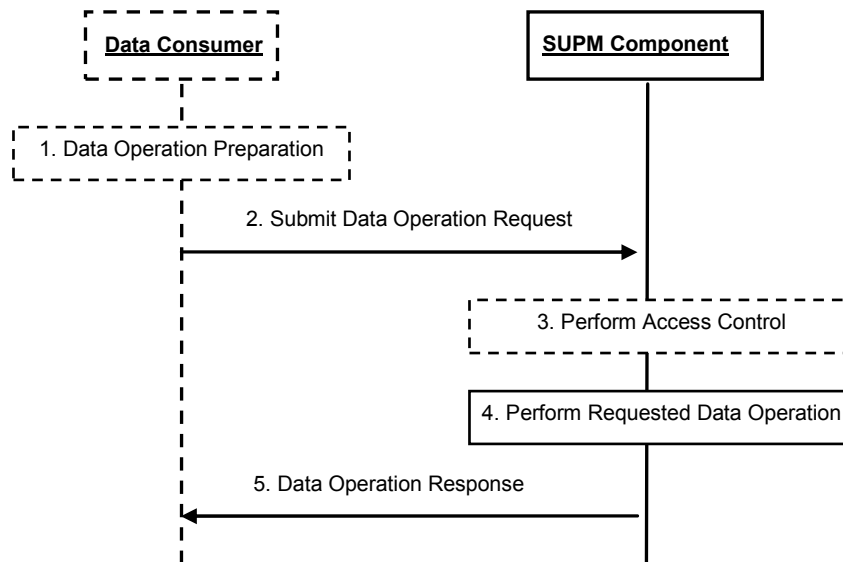 Data Consumer
SUPM Component
1. Data Operation Preparation
2. Submit Data Operation Request
3. Perform Access Control
4. Perform Requested Data Operation
5. Data Operation Response